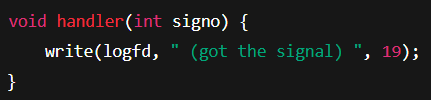 void handler(int signo) {
    write(logfd, " (got the signal) ", 19);
}